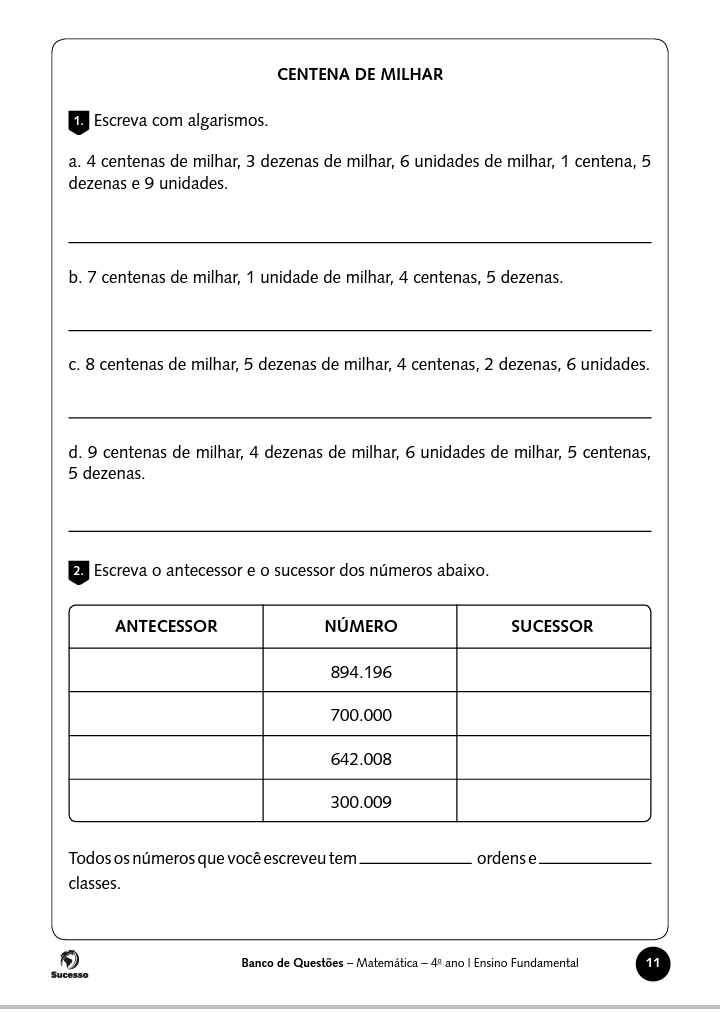 CENTENA DE MILHAR
1. Escreva com algarismos.
a. 4 centenas de milhar, 3 dezenas de milhar, 6 unidades de milhar, 1 centena, 5
dezenas e 9 unidades.
b. 7 centenas de milhar, 1 unidade de milhar, 4 centenas, 5 dezenas.
c. 8 centenas de milhar, 5 dezenas de milhar, 4 centenas, 2 dezenas, 6 unidades.
d. 9 centenas de milhar, 4 dezenas de milhar, 6 unidades de milhar, 5 centenas,
5 dezenas.
2. Escreva o antecessor e o sucessor dos números abaixo.
ANTECESSOR NÚMERO SUCESSOR
894.196
700.000
642.008
300.009
Todos os números que você escreveu tem ____________ ordens e ____________
classes.
Sucesso
Banco de Questões – Matemática – 4º ano I Ensino Fundamental
11